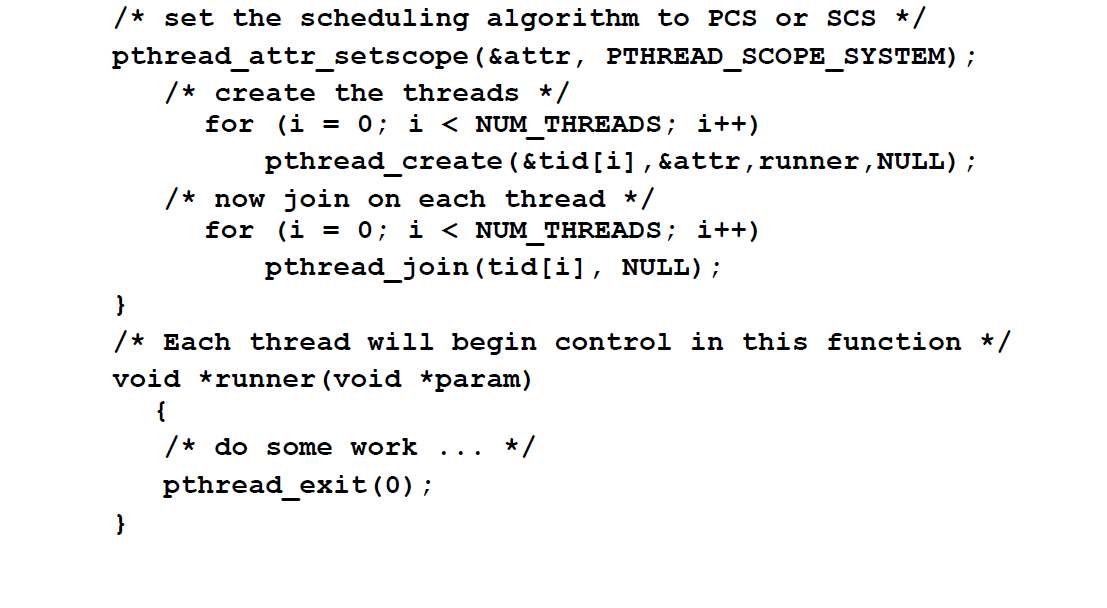 /* set the scheduling algorithm to PCS or SCS */
pthread_attr_setscope(&attr, PTHREAD_SCOPE_SYSTEM);
/* create the threads */
for (i = 0; i < NUM_THREADS; i++)
pthread_create(&tid[i],&attr,runner,NULL);
/* now join on each thread */
for (i = 0; i < NUM_THREADS; i++)
pthread_join(tid[i], NULL);
}
/* Each thread will begin control in this function */
void *runner(void *param)
{
/* do some work ... */
pthread_exit(0);
}